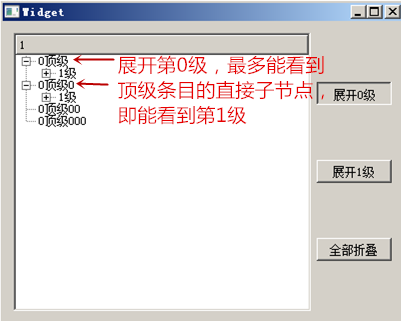 Widget
1
0顶级
1级
0顶级0
1级
0顶级00
0顶级000
展开第0级，最多能看到
顶级条目的直接子节点，
即能看到第1级
展开0级
展开1级
全部折叠